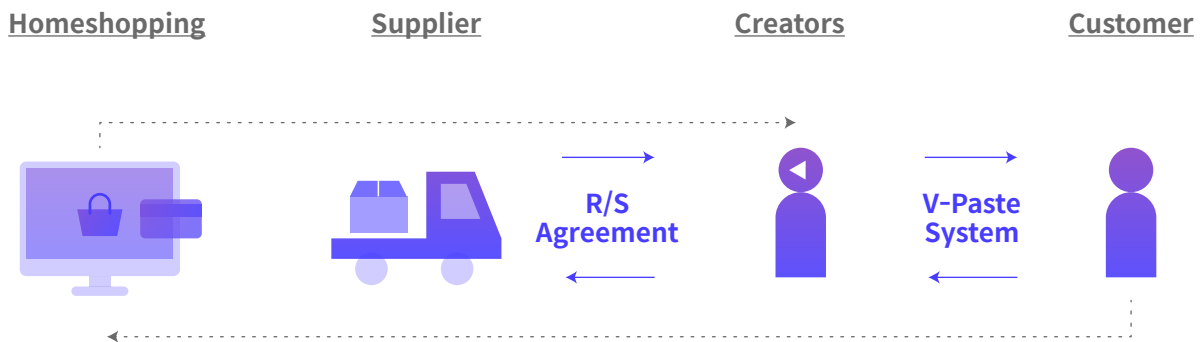 Homeshopping
Supplier
Creators
Customer
R/S
Agreement
V-Paste
System